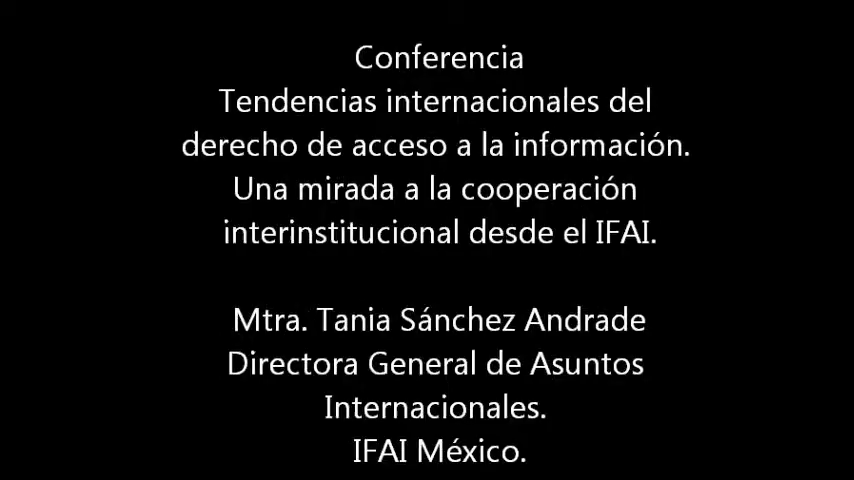 Conferencia
Tendencias internacionales del
derecho de acceso a la información.
Una mirada a la cooperación
interinstitucional desde el IFAI.
Mtra. Tania Sánchez Andrade
Directora General de Asuntos
Internacionales.
IFAI México.